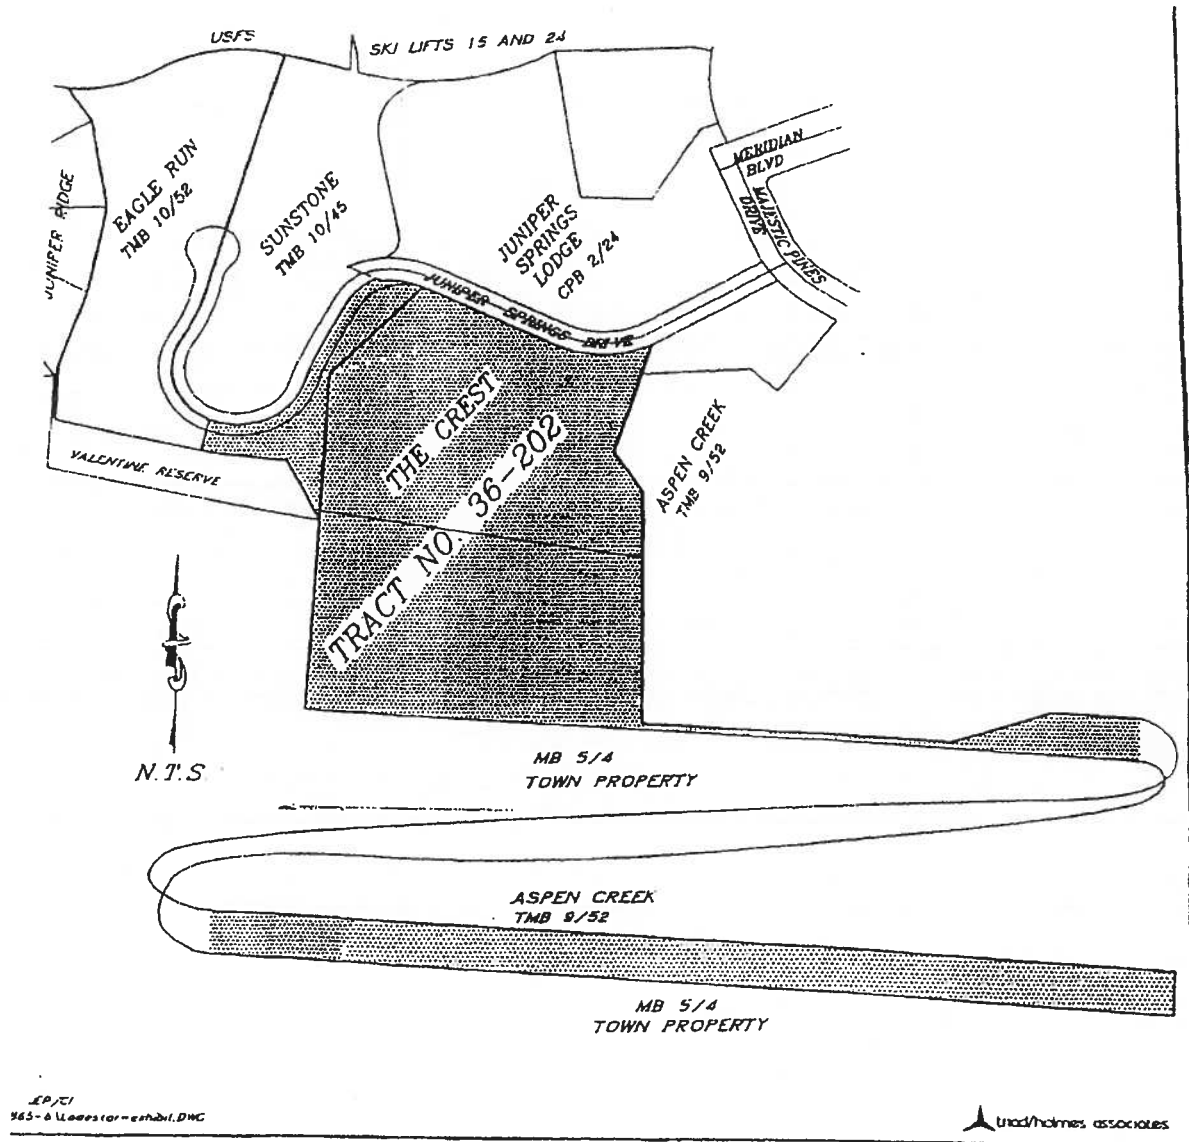 USFS
SKI LIFTS 15 AND 24
MERIDIAN
BLVD
MAJESTIC PINES
DRIVE
JUNIPER RIDGE
EAGLE RUN
TMB 10/52
SUNSTONE
TMB 10/45
JUNIPER
SPRINGS
LODGE
CPB 2/24
JUNIPER SPRINGS DRIVE
THE CREST
TRACT NO. 36-202
ASPEN CREEK
TMB 9/52
VALENTINE RESERVE
N.T.S
MB 5/4
TOWN PROPERTY
ASPEN CREEK
TMB 9/52
MB 5/4
TOWN PROPERTY
triad/holmes associates